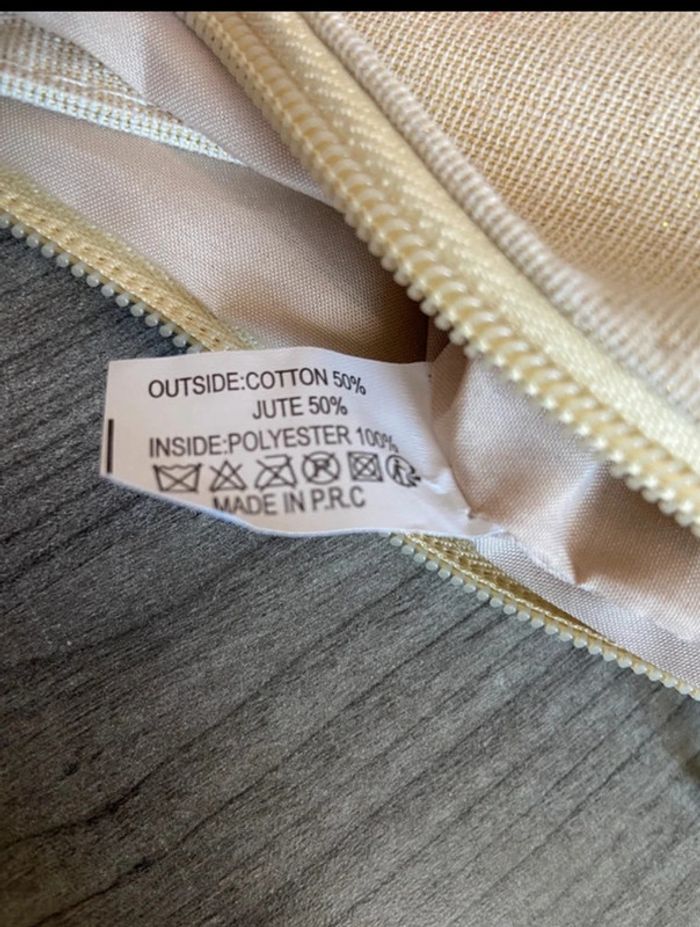 OUTSIDE:COTTON 50%
JUTE 50%
INSIDE:POLYESTER 100%
MADE IN P.R.C